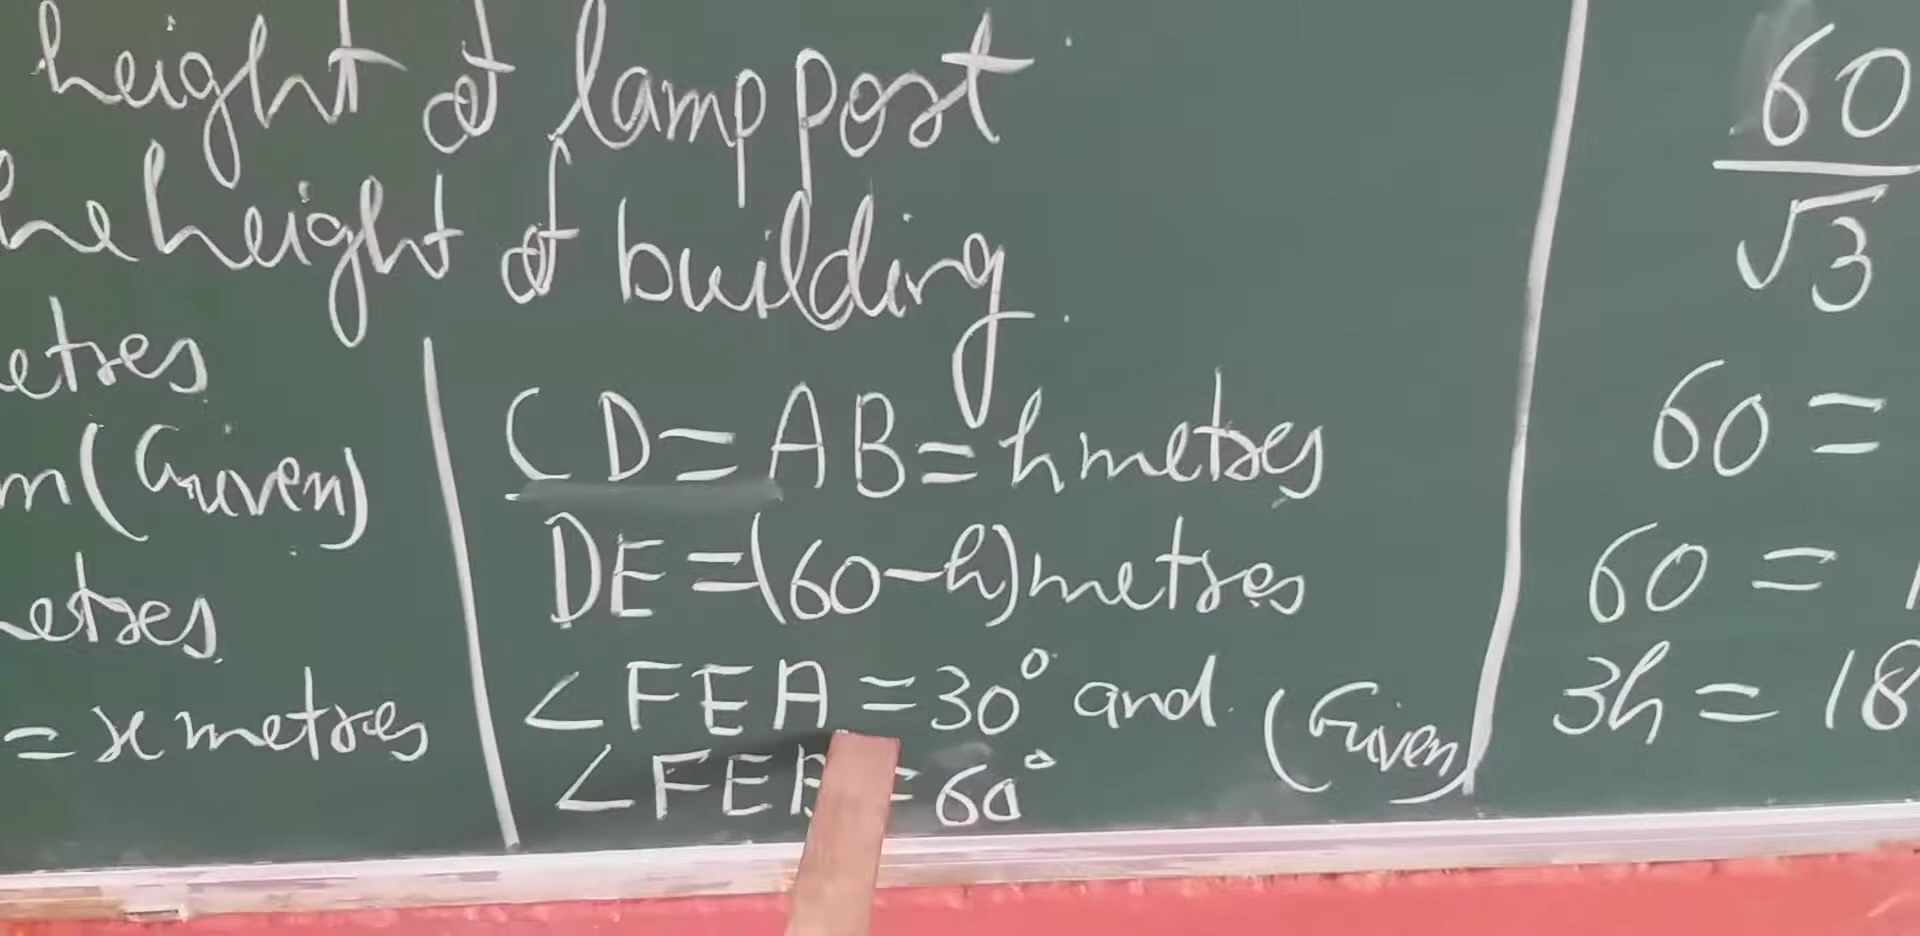 height of lamp post
he height of building.
etres
m (Given)
etres
= x metres
CD = AB = h metres
DE = (60 - h) metres
∠FEA = 30° and (Given)
∠FEB = 60°
60
√3
60 =
60 =
3h = 18